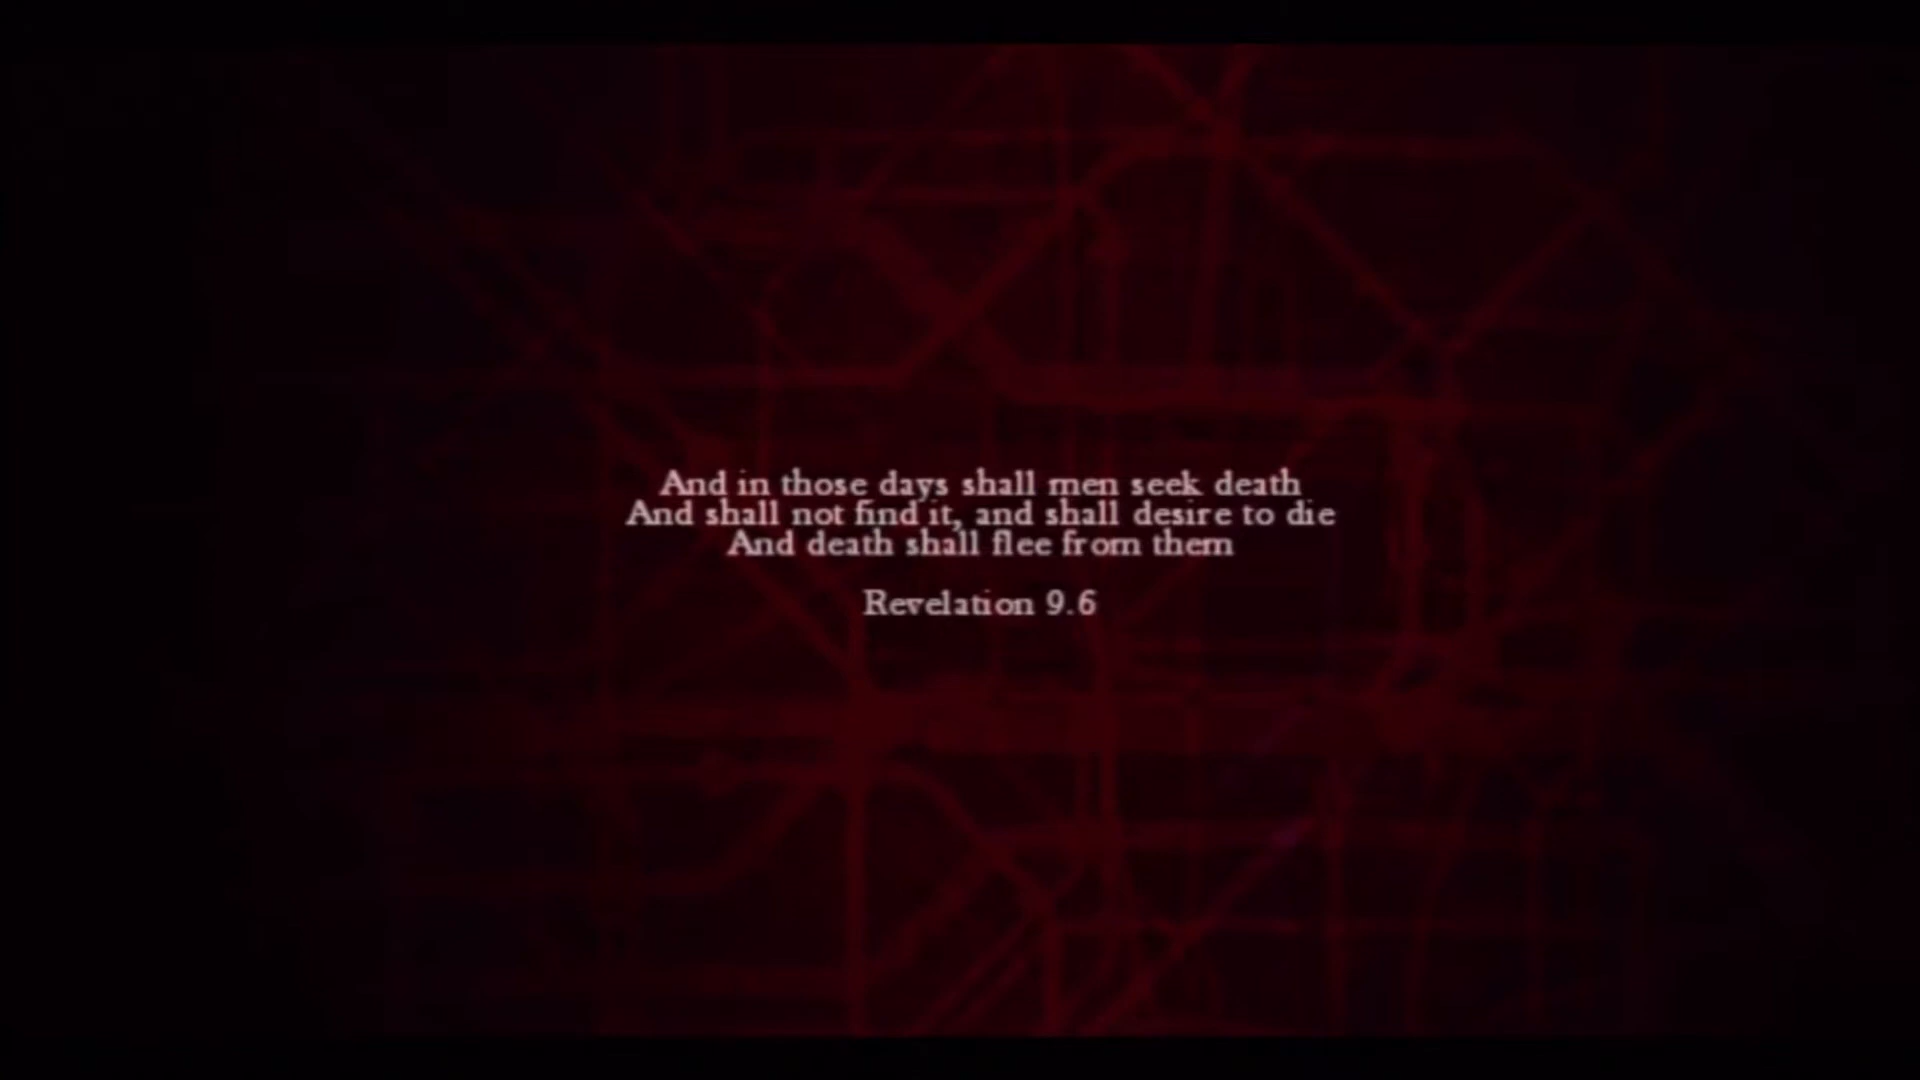 And in those days shall men seek death
And shall not find it, and shall desire to die
And death shall flee from them
Revelation 9.6